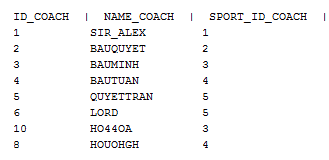 ID_COACH | NAME_COACH | SPORT_ID_COACH |
1 SIR_ALEX 1
2 BAUQUYET 2
3 BAUMINH 3
4 BAUTUAN 4
5 QUYETTRAN 5
6 LORD 5
10 HO44OA 3
8 HOUOHGH 4